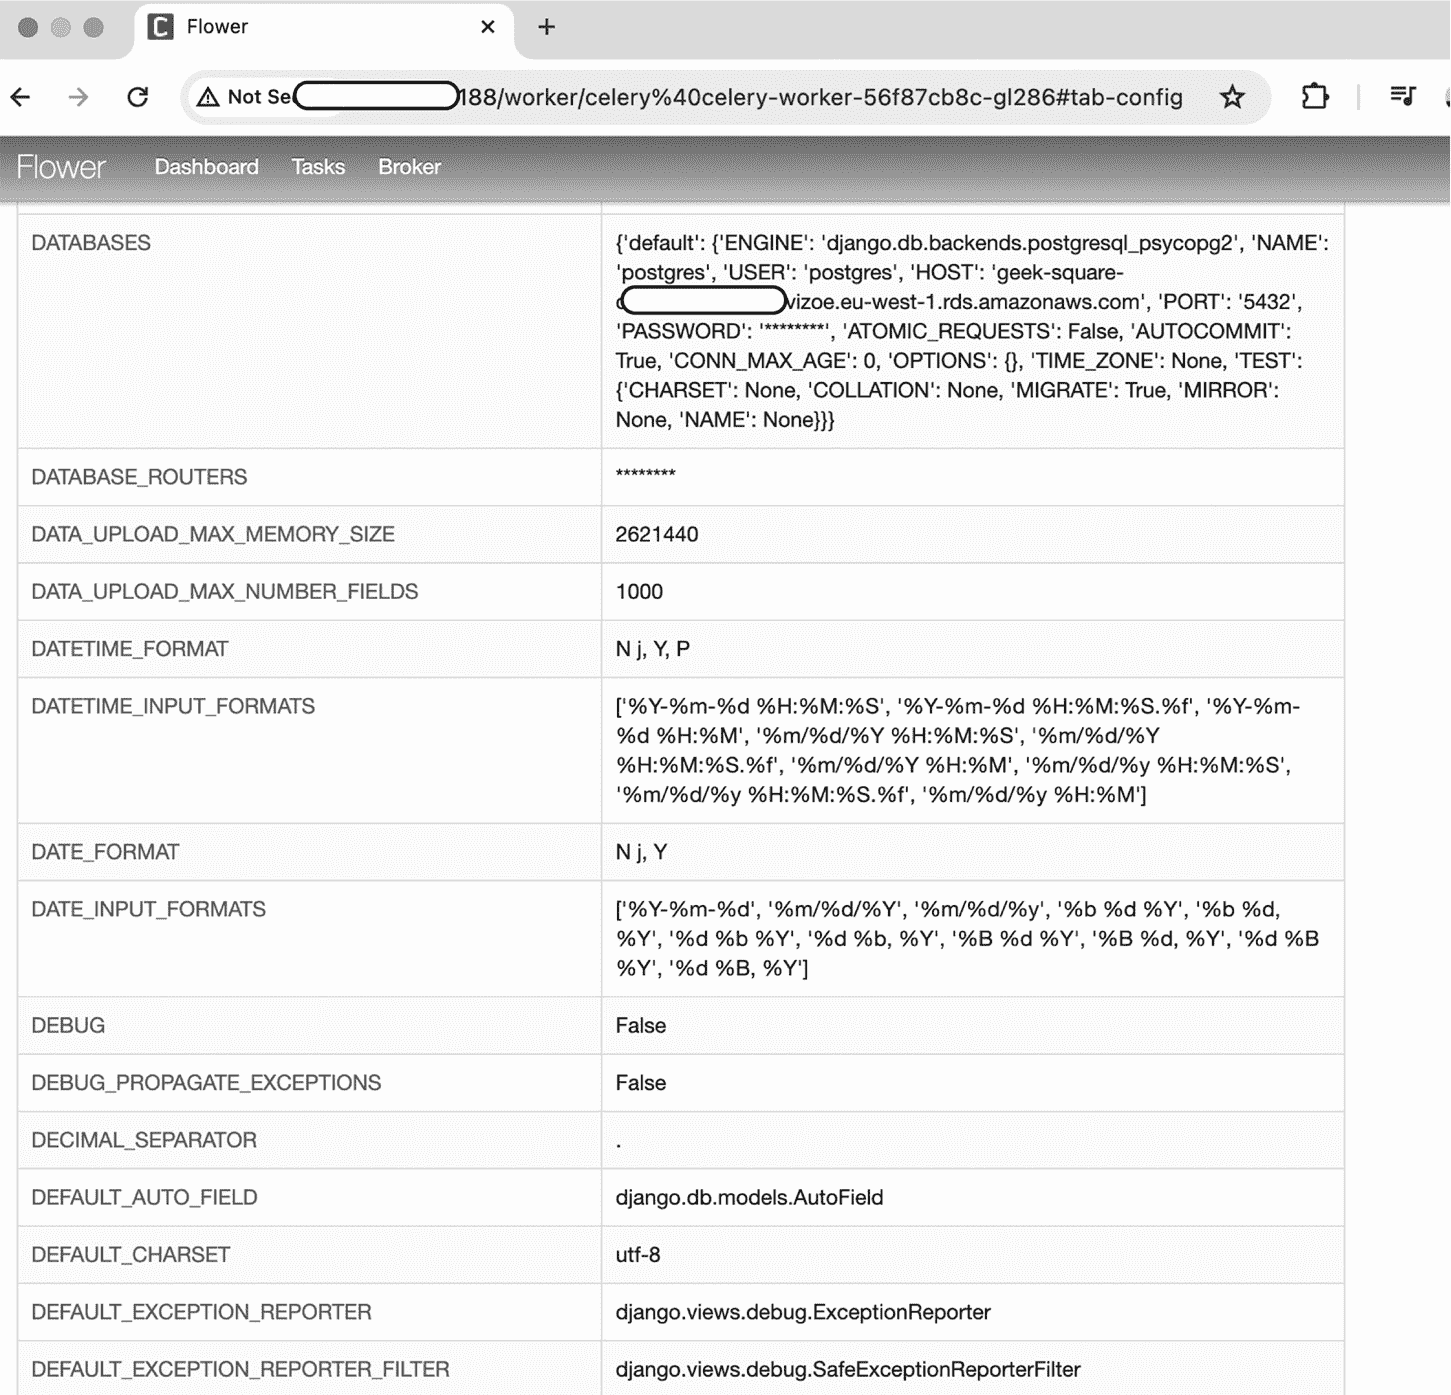 Flower
Not Se 188/worker/celery%40celery-worker-56f87cb8c-gl286#tab-config
Flower Dashboard Tasks Broker
DATABASES
{'default': {'ENGINE': 'django.db.backends.postgresql_psycopg2', 'NAME':
'postgres', 'USER': 'postgres', 'HOST': 'geek-square-
vizoe.eu-west-1.rds.amazonaws.com', 'PORT': '5432',
'PASSWORD': '********', 'ATOMIC_REQUESTS': False, 'AUTOCOMMIT':
True, 'CONN_MAX_AGE': 0, 'OPTIONS': {}, 'TIME_ZONE': None, 'TEST':
{'CHARSET': None, 'COLLATION': None, 'MIGRATE': True, 'MIRROR':
None, 'NAME': None}}}
DATABASE_ROUTERS ********
DATA_UPLOAD_MAX_MEMORY_SIZE 2621440
DATA_UPLOAD_MAX_NUMBER_FIELDS 1000
DATETIME_FORMAT N j, Y, P
DATETIME_INPUT_FORMATS
['%Y-%m-%d %H:%M:%S', '%Y-%m-%d %H:%M:%S.%f', '%Y-%m-
%d %H:%M', '%m/%d/%Y %H:%M:%S', '%m/%d/%Y
%H:%M:%S.%f', '%m/%d/%Y %H:%M', '%m/%d/%y %H:%M:%S',
'%m/%d/%y %H:%M:%S.%f', '%m/%d/%y %H:%M']
DATE_FORMAT N j, Y
DATE_INPUT_FORMATS
['%Y-%m-%d', '%m/%d/%Y', '%m/%d/%y', '%b %d %Y', '%b %d,
%Y', '%d %b %Y', '%d %b, %Y', '%B %d %Y', '%B %d, %Y', '%d %B
%Y', '%d %B, %Y']
DEBUG False
DEBUG_PROPAGATE_EXCEPTIONS False
DECIMAL_SEPARATOR .
DEFAULT_AUTO_FIELD django.db.models.AutoField
DEFAULT_CHARSET utf-8
DEFAULT_EXCEPTION_REPORTER django.views.debug.ExceptionReporter
DEFAULT_EXCEPTION_REPORTER_FILTER django.views.debug.SafeExceptionReporterFilter